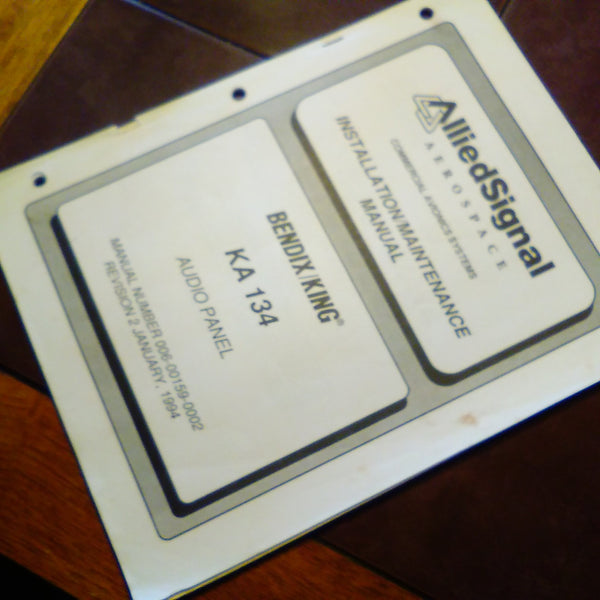 AlliedSignal
AEROSPACE
COMMERCIAL AVIONICS SYSTEMS
INSTALLATION/MAINTENANCE
MANUAL
BENDIX/KING®
KA 134
AUDIO PANEL
MANUAL NUMBER 006-00159-0002
REVISION 2 JANUARY, 1994